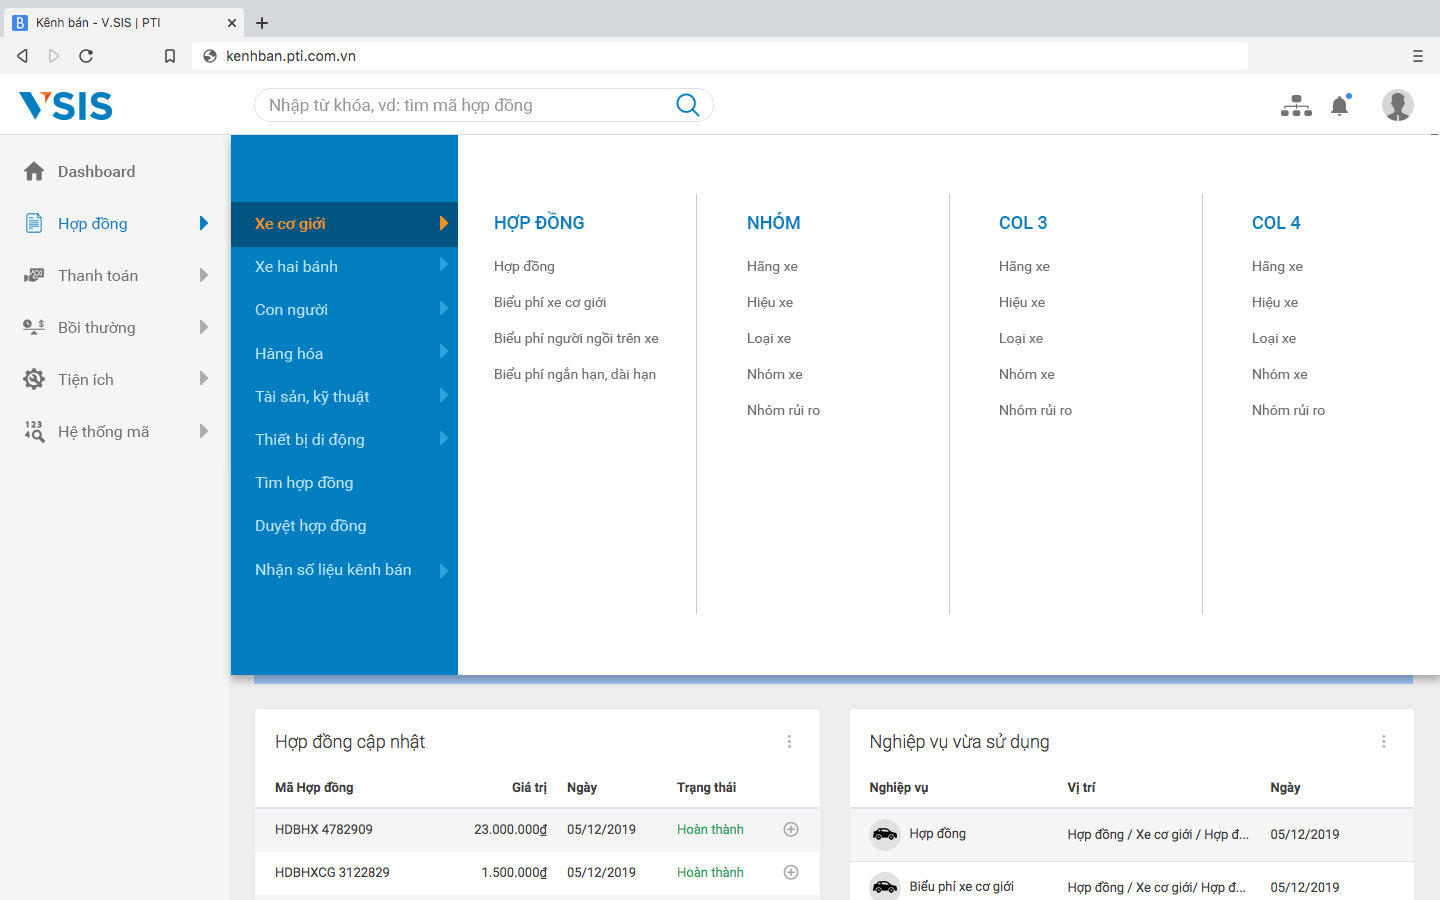 Kênh bán - V.SIS | PTI
kenhban.pti.com.vn
VSIS
Nhập từ khóa, vd: tìm mã hợp đồng
Dashboard
Hợp đồng
Thanh toán
Bồi thường
Tiện ích
Hệ thống mã
Xe cơ giới
Xe hai bánh
Con người
Hàng hóa
Tài sản, kỹ thuật
Thiết bị di động
Tìm hợp đồng
Duyệt hợp đồng
Nhận số liệu kênh bán
HỢP ĐỒNG
Hợp đồng
Biểu phí xe cơ giới
Biểu phí người ngồi trên xe
Biểu phí ngắn hạn, dài hạn
NHÓM
Hãng xe
Hiệu xe
Loại xe
Nhóm xe
Nhóm rủi ro
COL 3
Hãng xe
Hiệu xe
Loại xe
Nhóm xe
Nhóm rủi ro
COL 4
Hãng xe
Hiệu xe
Loại xe
Nhóm xe
Nhóm rủi ro
Hợp đồng cập nhật
Mã Hợp đồng Giá trị Ngày Trạng thái
HDBHX 4782909 23.000.000₫ 05/12/2019 Hoàn thành
HDBHXCG 3122829 1.500.000₫ 05/12/2019 Hoàn thành
Nghiệp vụ vừa sử dụng
Nghiệp vụ Vị trí Ngày
Hợp đồng Hợp đồng / Xe cơ giới / Hợp đ... 05/12/2019
Biểu phí xe cơ giới Hợp đồng / Xe cơ giới/ Hợp đ... 05/12/2019